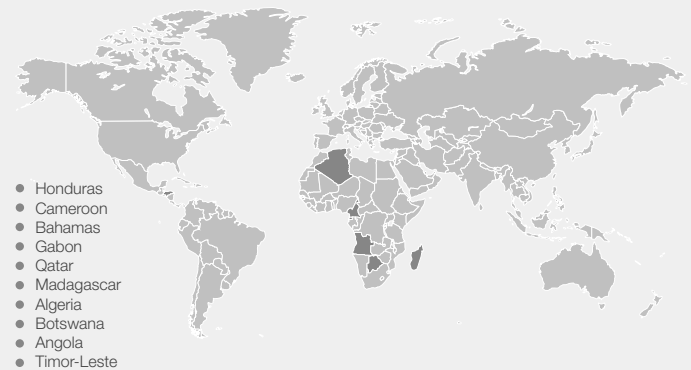 Honduras
Cameroon
Bahamas
Gabon
Qatar
Madagascar
Algeria
Botswana
Angola
Timor-Leste